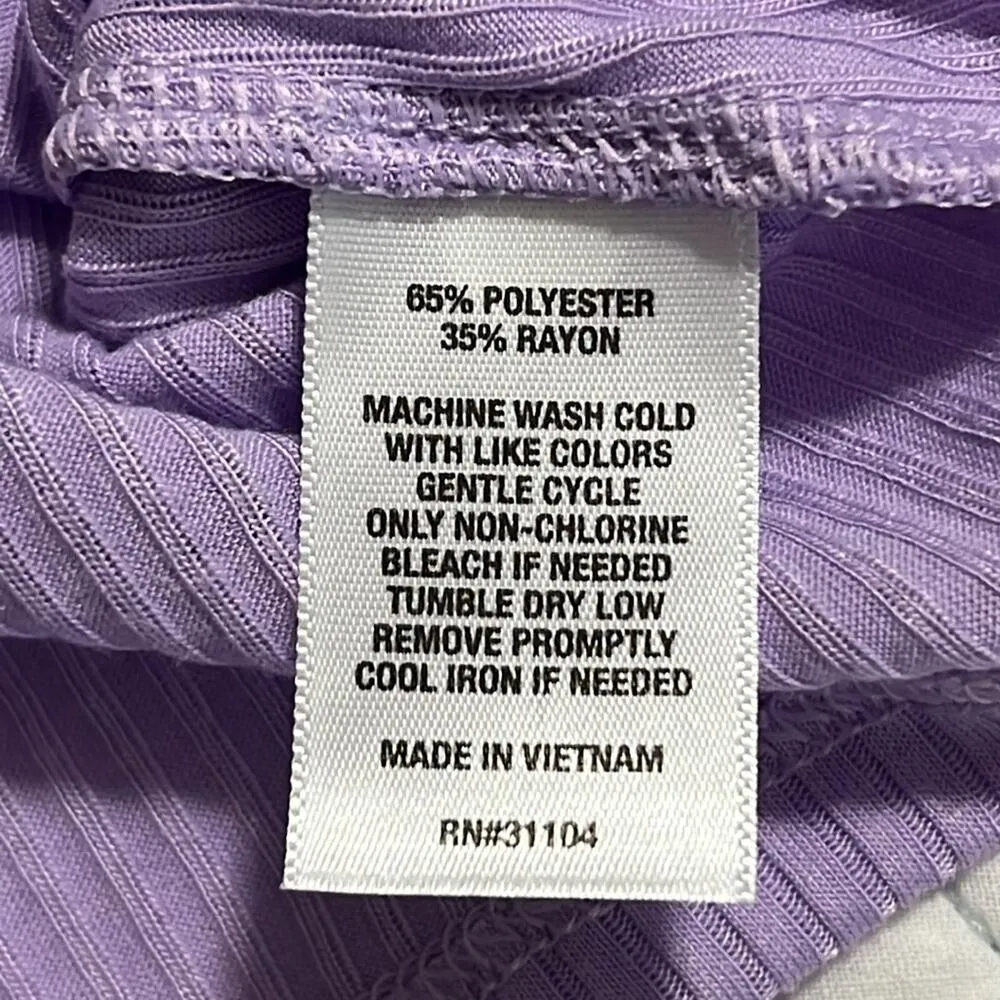 65% POLYESTER
35% RAYON
MACHINE WASH COLD
WITH LIKE COLORS
GENTLE CYCLE
ONLY NON-CHLORINE
BLEACH IF NEEDED
TUMBLE DRY LOW
REMOVE PROMPTLY
COOL IRON IF NEEDED
MADE IN VIETNAM
RN#31104